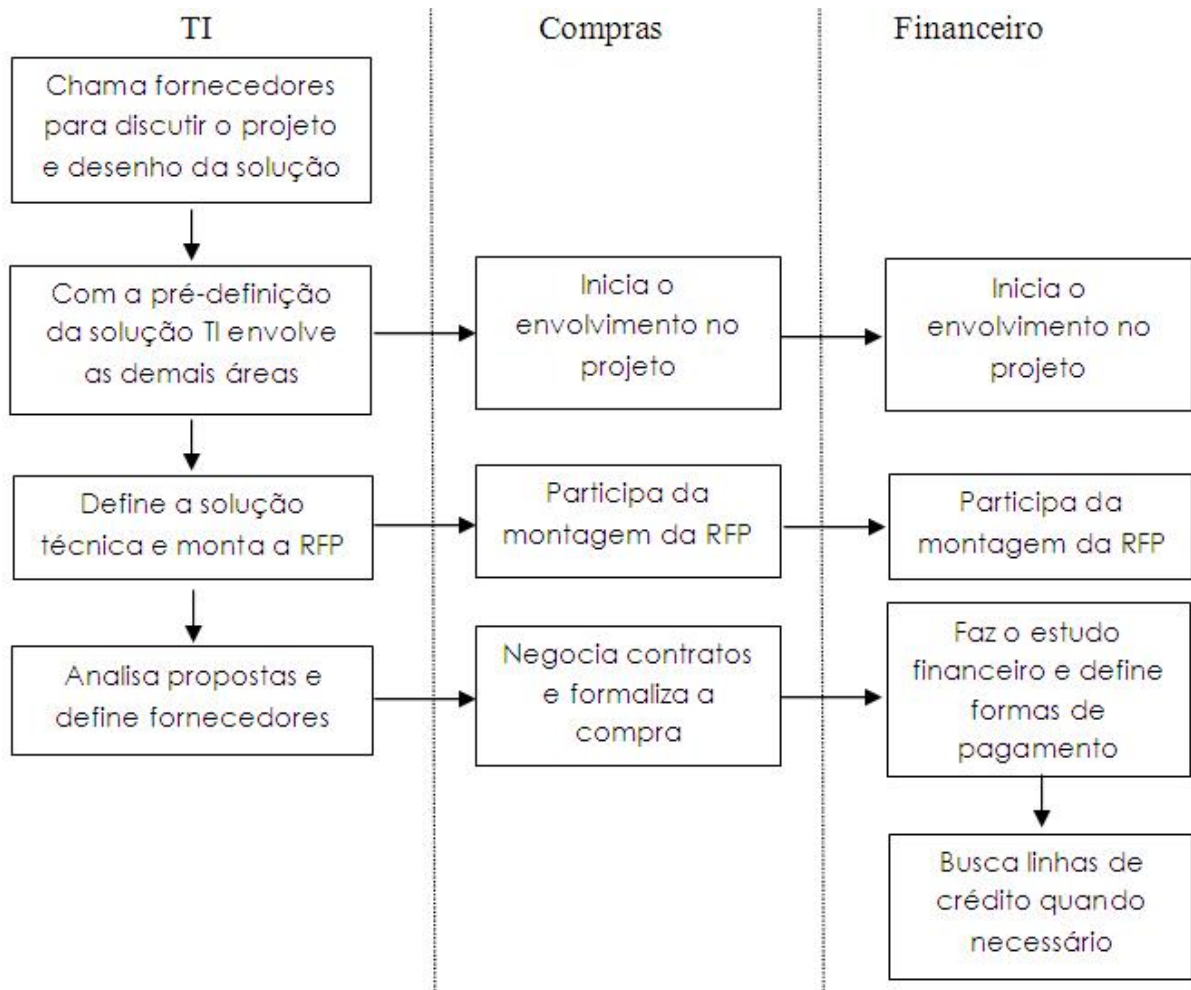 TI
Compras
Financeiro
Chama fornecedores
para discutir o projeto
e desenho da solução
Com a pré-definição
da solução TI envolve
as demais áreas
Inicia o
envolvimento no
projeto
Inicia o
envolvimento no
projeto
Define a solução
técnica e monta a RFP
Participa da
montagem da RFP
Participa da
montagem da RFP
Analisa propostas e
define fornecedores
Negocia contratos
e formaliza a
compra
Faz o estudo
financeiro e define
formas de
pagamento
Busca linhas de
crédito quando
necessário